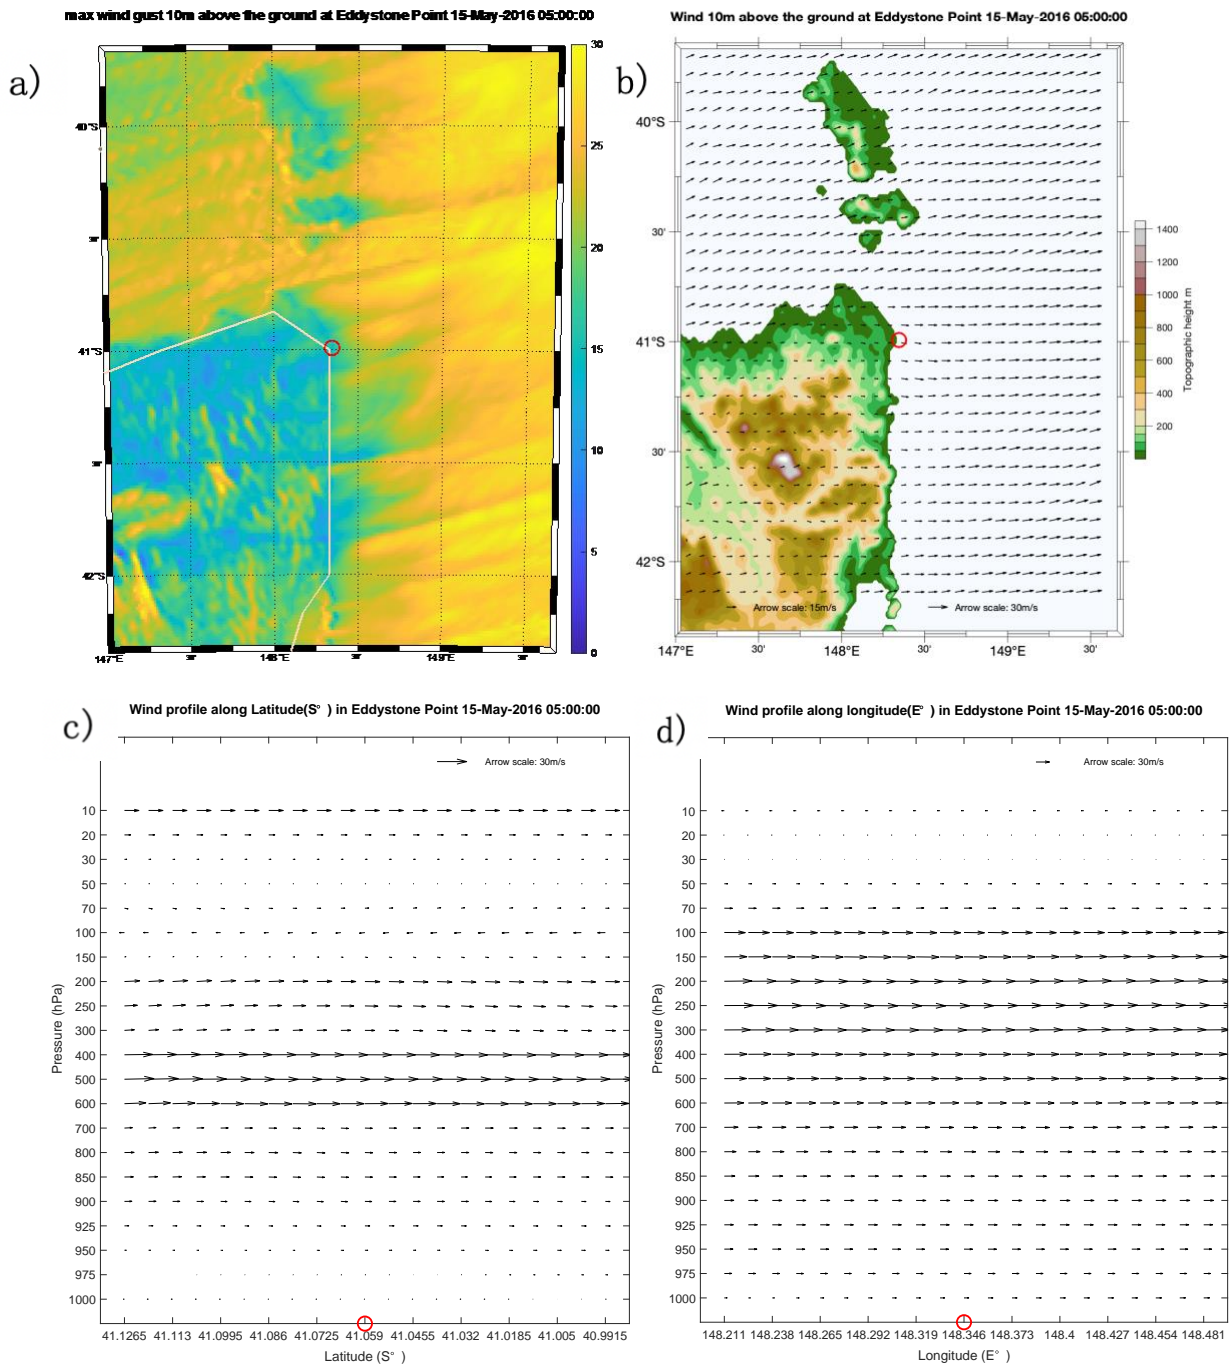 max wind gust 10m above the ground at Eddystone Point 15-May-2016 05:00:00
a)
40°S
30'
41°S
30'
42°S
147°E
30'
148°E
30'
149°E
30'
30
25
20
15
10
5
0
Wind 10m above the ground at Eddystone Point 15-May-2016 05:00:00
b)
40°S
30'
41°S
30'
42°S
147°E
30'
148°E
30'
149°E
30'
Arrow scale: 15m/s
Arrow scale: 30m/s
1400
1200
1000
800
600
400
200
Topographic height m
c)
Wind profile along Latitude(S° ) in Eddystone Point 15-May-2016 05:00:00
Arrow scale: 30m/s
10
20
30
50
70
100
150
200
250
300
400
500
600
700
800
850
900
925
950
975
1000
Pressure (hPa)
41.1265 41.113 41.0995 41.086 41.0725 41.059 41.0455 41.032 41.0185 41.005 40.9915
Latitude (S° )
d)
Wind profile along longitude(E° ) in Eddystone Point 15-May-2016 05:00:00
Arrow scale: 30m/s
10
20
30
50
70
100
150
200
250
300
400
500
600
700
800
850
900
925
950
975
1000
Pressure (hPa)
148.211 148.238 148.265 148.292 148.319 148.346 148.373 148.4 148.427 148.454 148.481
Longitude (E° )